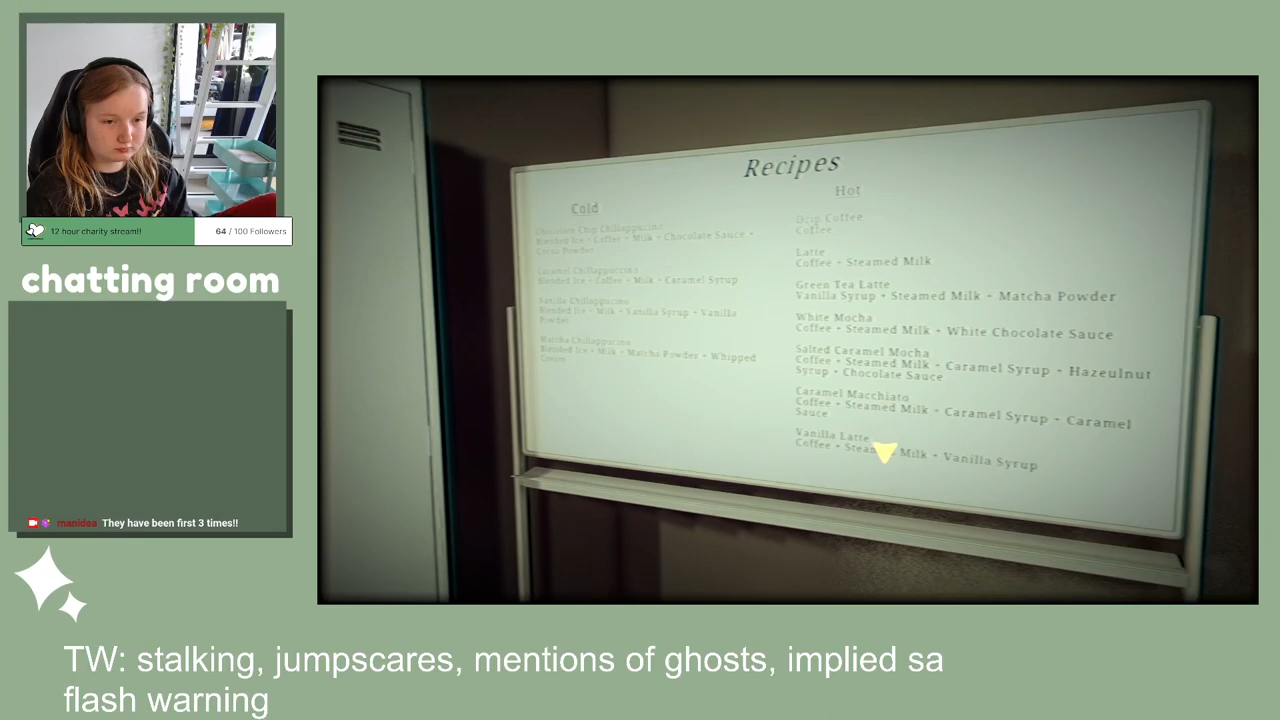 12 hour charity stream!!
64 / 100 Followers
chatting room
manidea They have been first 3 times!!
Recipes
Cold
Chocolate Chip Chillappucino
Blended Ice + Coffee + Milk + Chocolate Sauce +
Cocoa Powder
Caramel Chillappuccino
Blended Ice + Coffee + Milk + Caramel Syrup
Vanilla Chillapucino
Blended Ice + Milk + Vanilla Syrup + Vanilla
Powder
Matcha Chillapucino
Blended Ice + Milk + Matcha Powder + Whipped
Cream
Hot
Drip Coffee
Coffee
Latte
Coffee + Steamed Milk
Green Tea Latte
Vanilla Syrup + Steamed Milk + Matcha Powder
White Mocha
Coffee + Steamed Milk + White Chocolate Sauce
Salted Caramel Mocha
Coffee + Steamed Milk + Caramel Syrup + Hazeulnut
Syrup + Chocolate Sauce
Caramel Macchiato
Coffee + Steamed Milk + Caramel Syrup + Caramel
Sauce
Vanilla Latte
Coffee + Milk + Vanilla Syrup
TW: stalking, jumpscares, mentions of ghosts, implied sa
flash warning